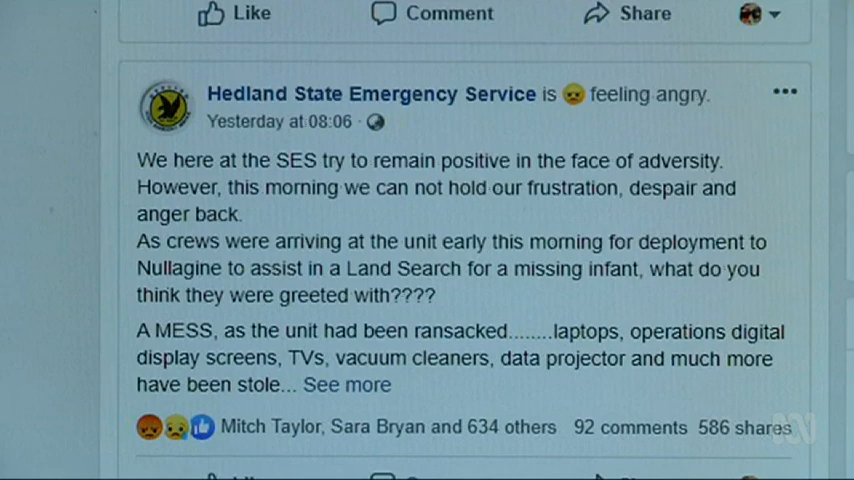 Like Comment Share
Hedland State Emergency Service is feeling angry.
Yesterday at 08:06 ·
We here at the SES try to remain positive in the face of adversity.
However, this morning we can not hold our frustration, despair and
anger back.
As crews were arriving at the unit early this morning for deployment to
Nullagine to assist in a Land Search for a missing infant, what do you
think they were greeted with????
A MESS, as the unit had been ransacked........laptops, operations digital
display screens, TVs, vacuum cleaners, data projector and much more
have been stole... See more
Mitch Taylor, Sara Bryan and 634 others 92 comments 586 shares